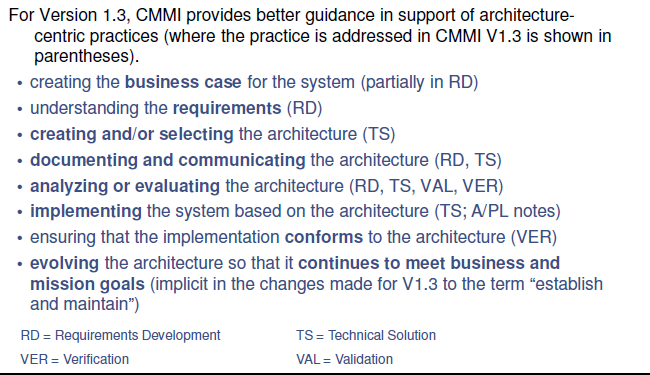 For Version 1.3, CMMI provides better guidance in support of architecture-
centric practices (where the practice is addressed in CMMI V1.3 is shown in
parentheses).
• creating the business case for the system (partially in RD)
• understanding the requirements (RD)
• creating and/or selecting the architecture (TS)
• documenting and communicating the architecture (RD, TS)
• analyzing or evaluating the architecture (RD, TS, VAL, VER)
• implementing the system based on the architecture (TS; A/PL notes)
• ensuring that the implementation conforms to the architecture (VER)
• evolving the architecture so that it continues to meet business and
mission goals (implicit in the changes made for V1.3 to the term “establish
and maintain”)
RD = Requirements Development
TS = Technical Solution
VER = Verification
VAL = Validation